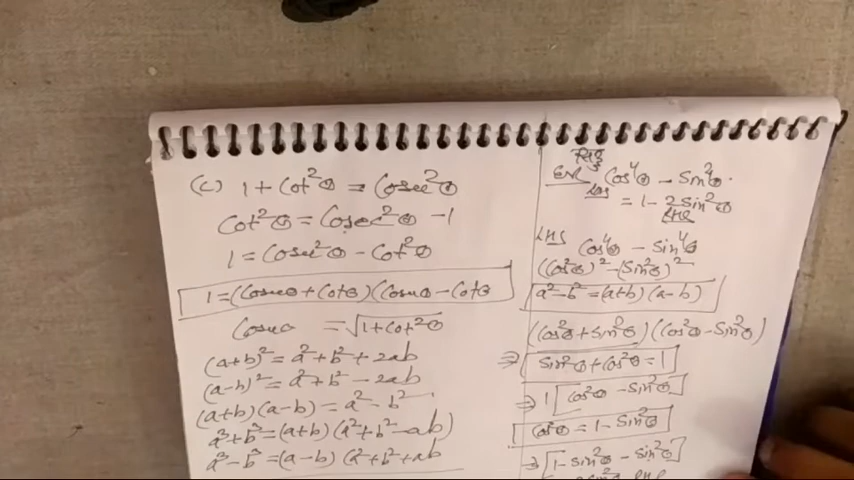 (C) 1 + Cot²θ = Cosec²θ
Cot²θ = Cosec²θ - 1
1 = Cosec²θ - Cot²θ
1 = (Cosecθ + Cotθ)(Cosecθ - Cotθ
Cosecθ = √1 + Cot²θ
(a+b)² = a² + b² + 2ab
(a-b)² = a² + b² - 2ab
(a+b)(a-b) = a² - b²
a³+b³ = (a+b)(a²+b²-ab)
a³-b³ = (a-b)(a²+b²+ab
Cos⁴θ - Sin⁴θ.
LHS = 1 - 2Sin²θ
RHS
LHS Cos⁴θ - Sin⁴θ
(Cos²θ)² - (Sin²θ)²
a²-b² = (a+b)(a-b)
(Cos²θ + Sin²θ)(Cos²θ - Sin²θ)
⇒ Sin²θ + Cos²θ = 1
⇒ 1[Cos²θ - Sin²θ]
Cos²θ = 1 - Sin²θ
⇒ [1 - Sin²θ - Sin²θ]